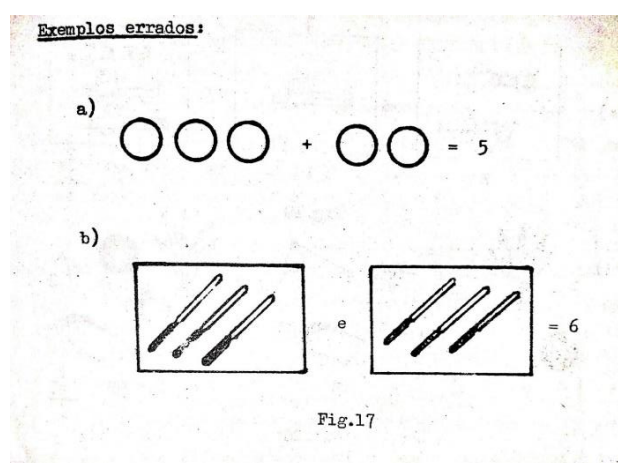 Exemplos errados:
a)
+ = 5
b)
e = 6
Fig.17